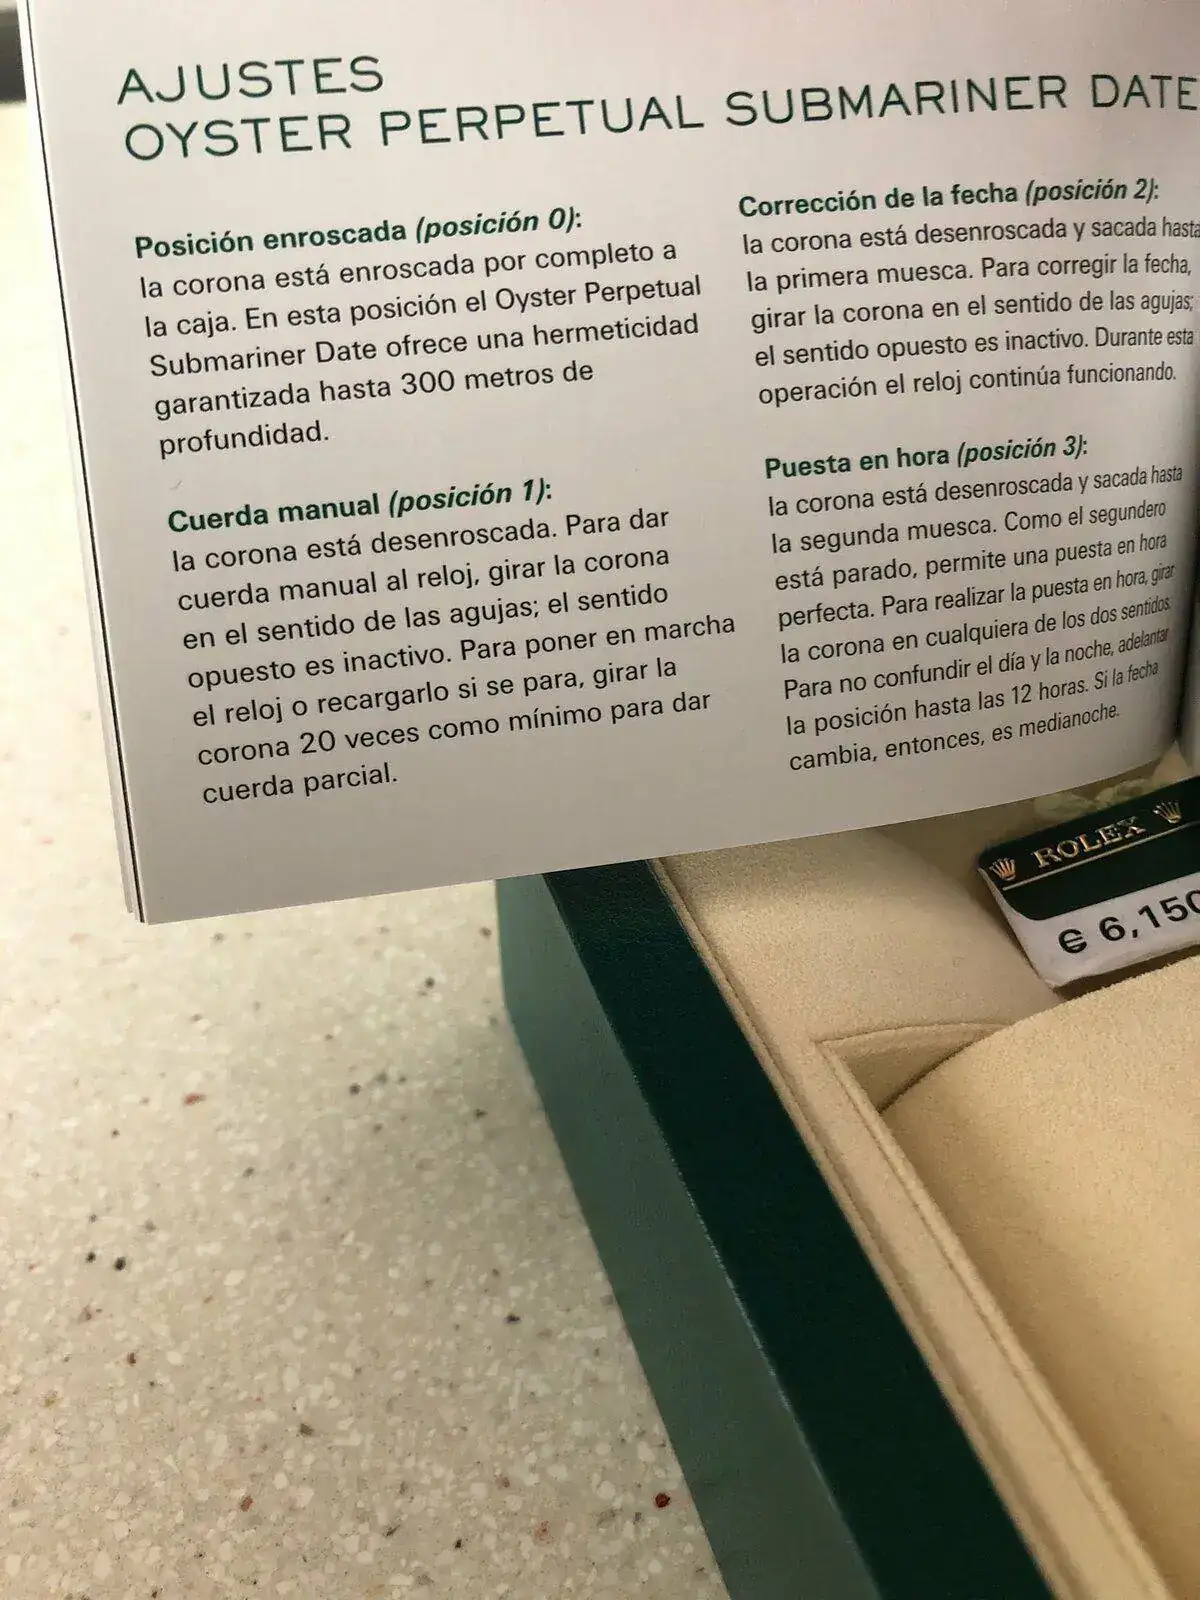 AJUSTES
OYSTER PERPETUAL SUBMARINER DATE
Posición enroscada (posición 0):
la corona está enroscada por completo a
la caja. En esta posición el Oyster Perpetual
Submariner Date ofrece una hermeticidad
garantizada hasta 300 metros de
profundidad.
Cuerda manual (posición 1):
la corona está desenroscada. Para dar
cuerda manual al reloj, girar la corona
en el sentido de las agujas; el sentido
opuesto es inactivo. Para poner en marcha
el reloj o recargarlo si se para, girar la
corona 20 veces como mínimo para dar
cuerda parcial.
Corrección de la fecha (posición 2):
la corona está desenroscada y sacada hasta
la primera muesca. Para corregir la fecha,
girar la corona en el sentido de las agujas;
el sentido opuesto es inactivo. Durante esta
operación el reloj continúa funcionando.
Puesta en hora (posición 3):
la corona está desenroscada y sacada hasta
la segunda muesca. Como el segundero
está parado, permite una puesta en hora
perfecta. Para realizar la puesta en hora, girar
la corona en cualquiera de los dos sentidos.
Para no confundir el día y la noche, adelantar
la posición hasta las 12 horas. Si la fecha
cambia, entonces, es medianoche.
ROLEX
€ 6,150